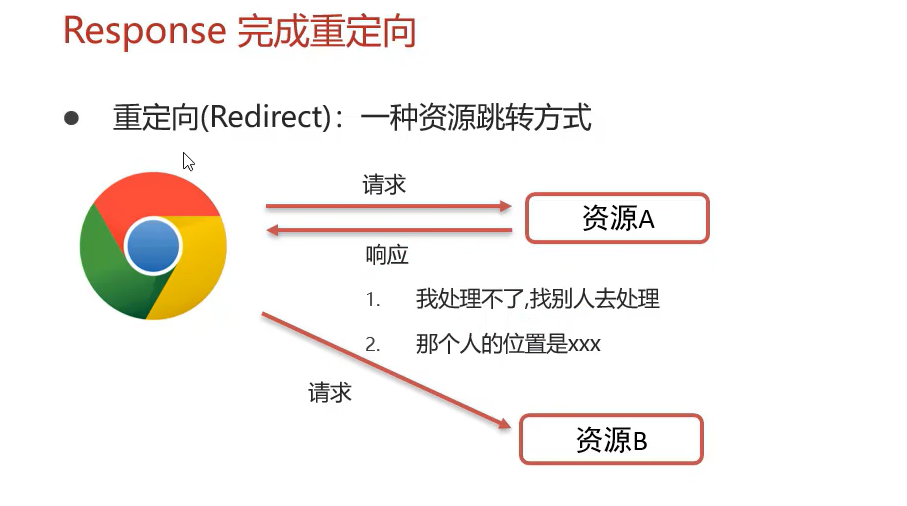 Response 完成重定向
● 重定向(Redirect)：一种资源跳转方式
请求
资源A
响应
1. 我处理不了,找别人去处理
2. 那个人的位置是xxx
请求
资源B